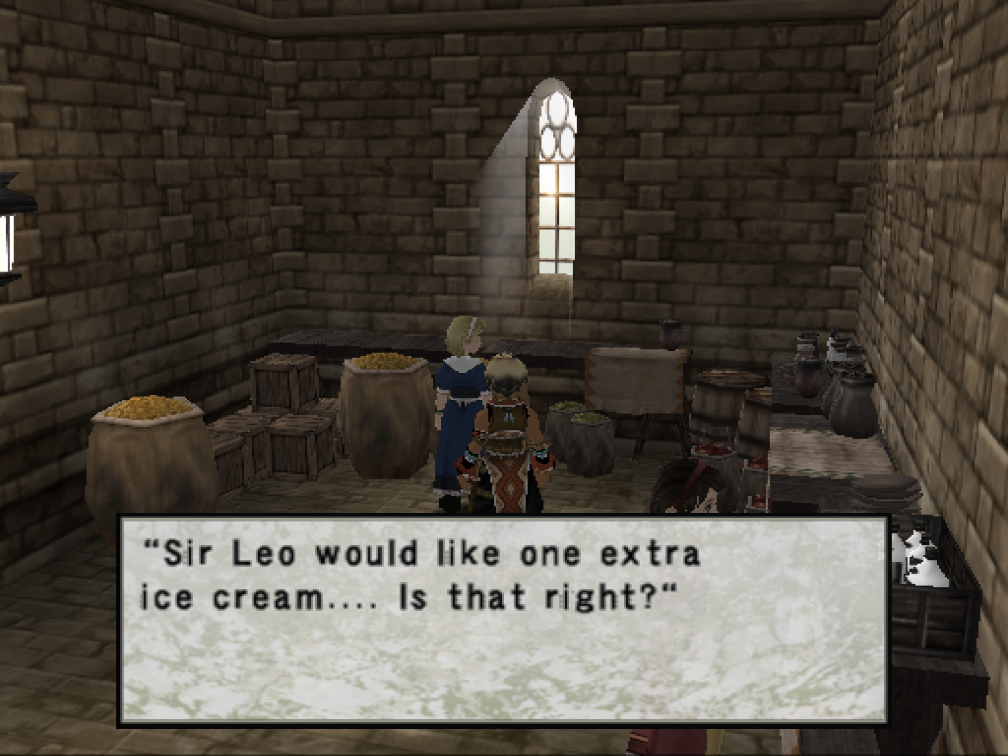 “Sir Leo would like one extra
ice cream.... Is that right?“